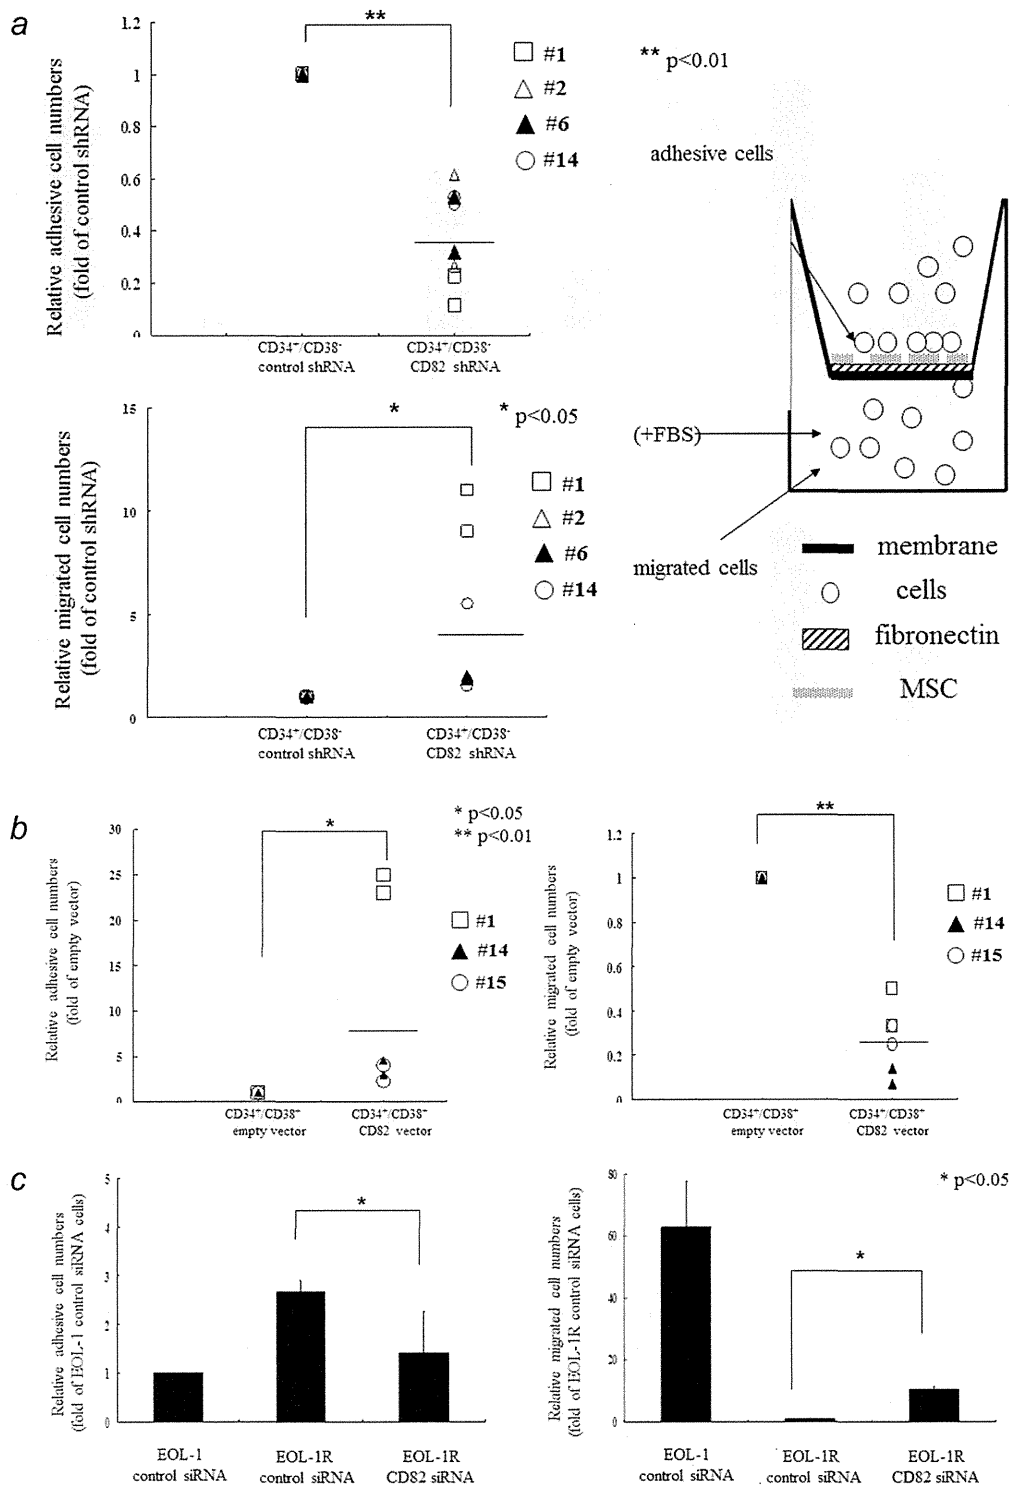 a
Relative adhesive cell numbers
(fold of control shRNA)
1.2
1
0.8
0.6
0.4
0.2
0
**
CD34+/CD38-
control shRNA
CD34+/CD38-
CD82 shRNA
#1
#2
#6
#14
** p<0.01
adhesive cells
(+FBS)
migrated cells
membrane
cells
fibronectin
MSC
Relative migrated cell numbers
(fold of control shRNA)
15
10
5
0
*
* p<0.05
CD34+/CD38-
control shRNA
CD34+/CD38-
CD82 shRNA
#1
#2
#6
#14
b
Relative adhesive cell numbers
(fold of empty vector)
30
25
20
15
10
5
0
*
* p<0.05
** p<0.01
#1
#14
#15
CD34+/CD38+
empty vector
CD34+/CD38+
CD82 vector
Relative migrated cell numbers
(fold of empty vector)
1.2
1
0.8
0.6
0.4
0.2
0
**
#1
#14
#15
CD34+/CD38+
empty vector
CD34+/CD38+
CD82 vector
c
Relative adhesive cell numbers
(fold of EOL-1 control siRNA cells)
5
4
3
2
1
0
*
EOL-1
control siRNA
EOL-1R
control siRNA
EOL-1R
CD82 siRNA
Relative migrated cell numbers
(fold of EOL-1R control siRNA cells)
80
60
40
20
0
*
* p<0.05
EOL-1
control siRNA
EOL-1R
control siRNA
EOL-1R
CD82 siRNA